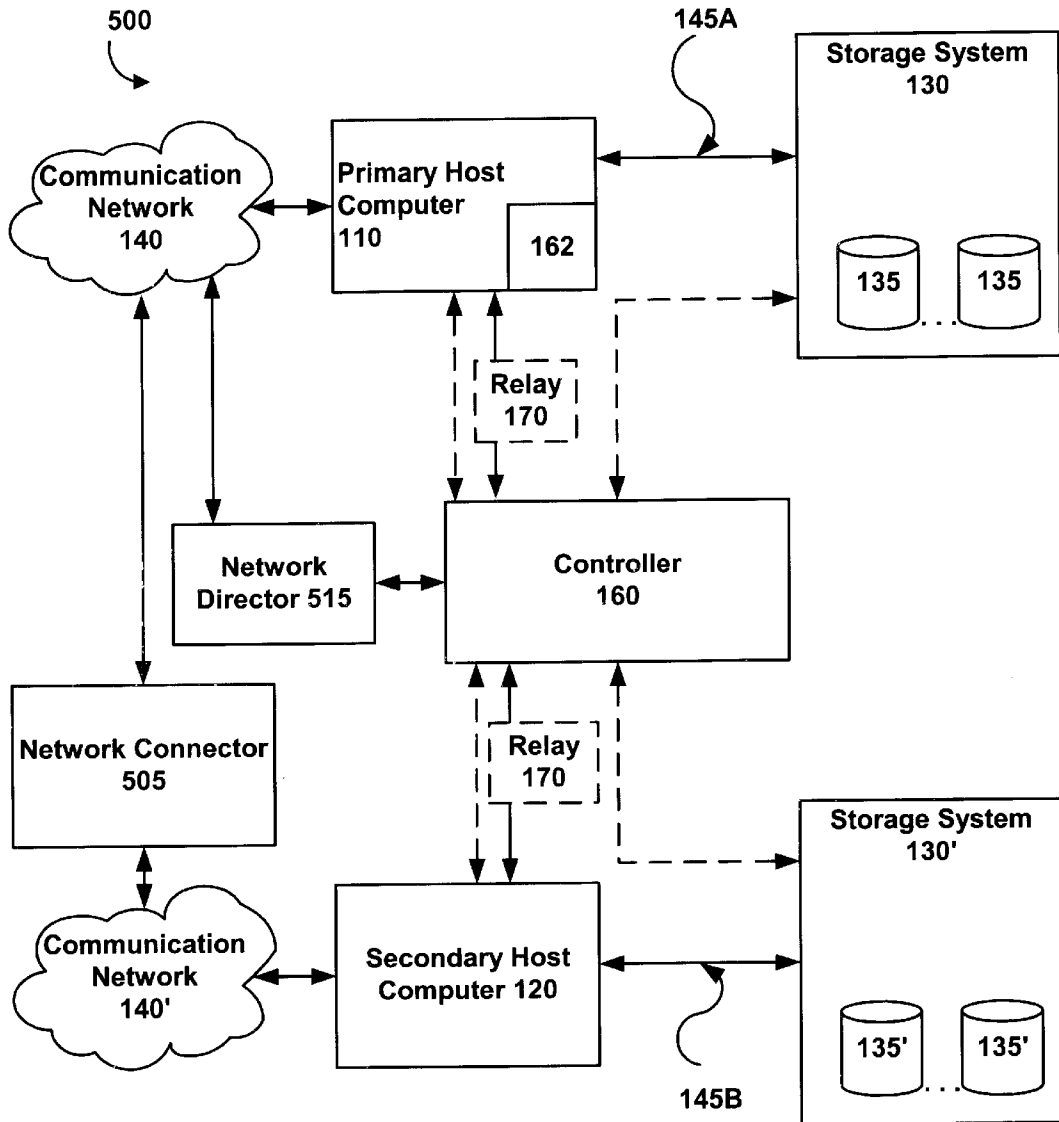 500
145A
Storage System
130
Communication
Network
140
Primary Host
Computer
110
162
135
135
. . .
Relay
170
Network
Director 515
Controller
160
Network Connector
505
Relay
170
Storage System
130'
Communication
Network
140'
Secondary Host
Computer 120
135'
135'
. . .
145B